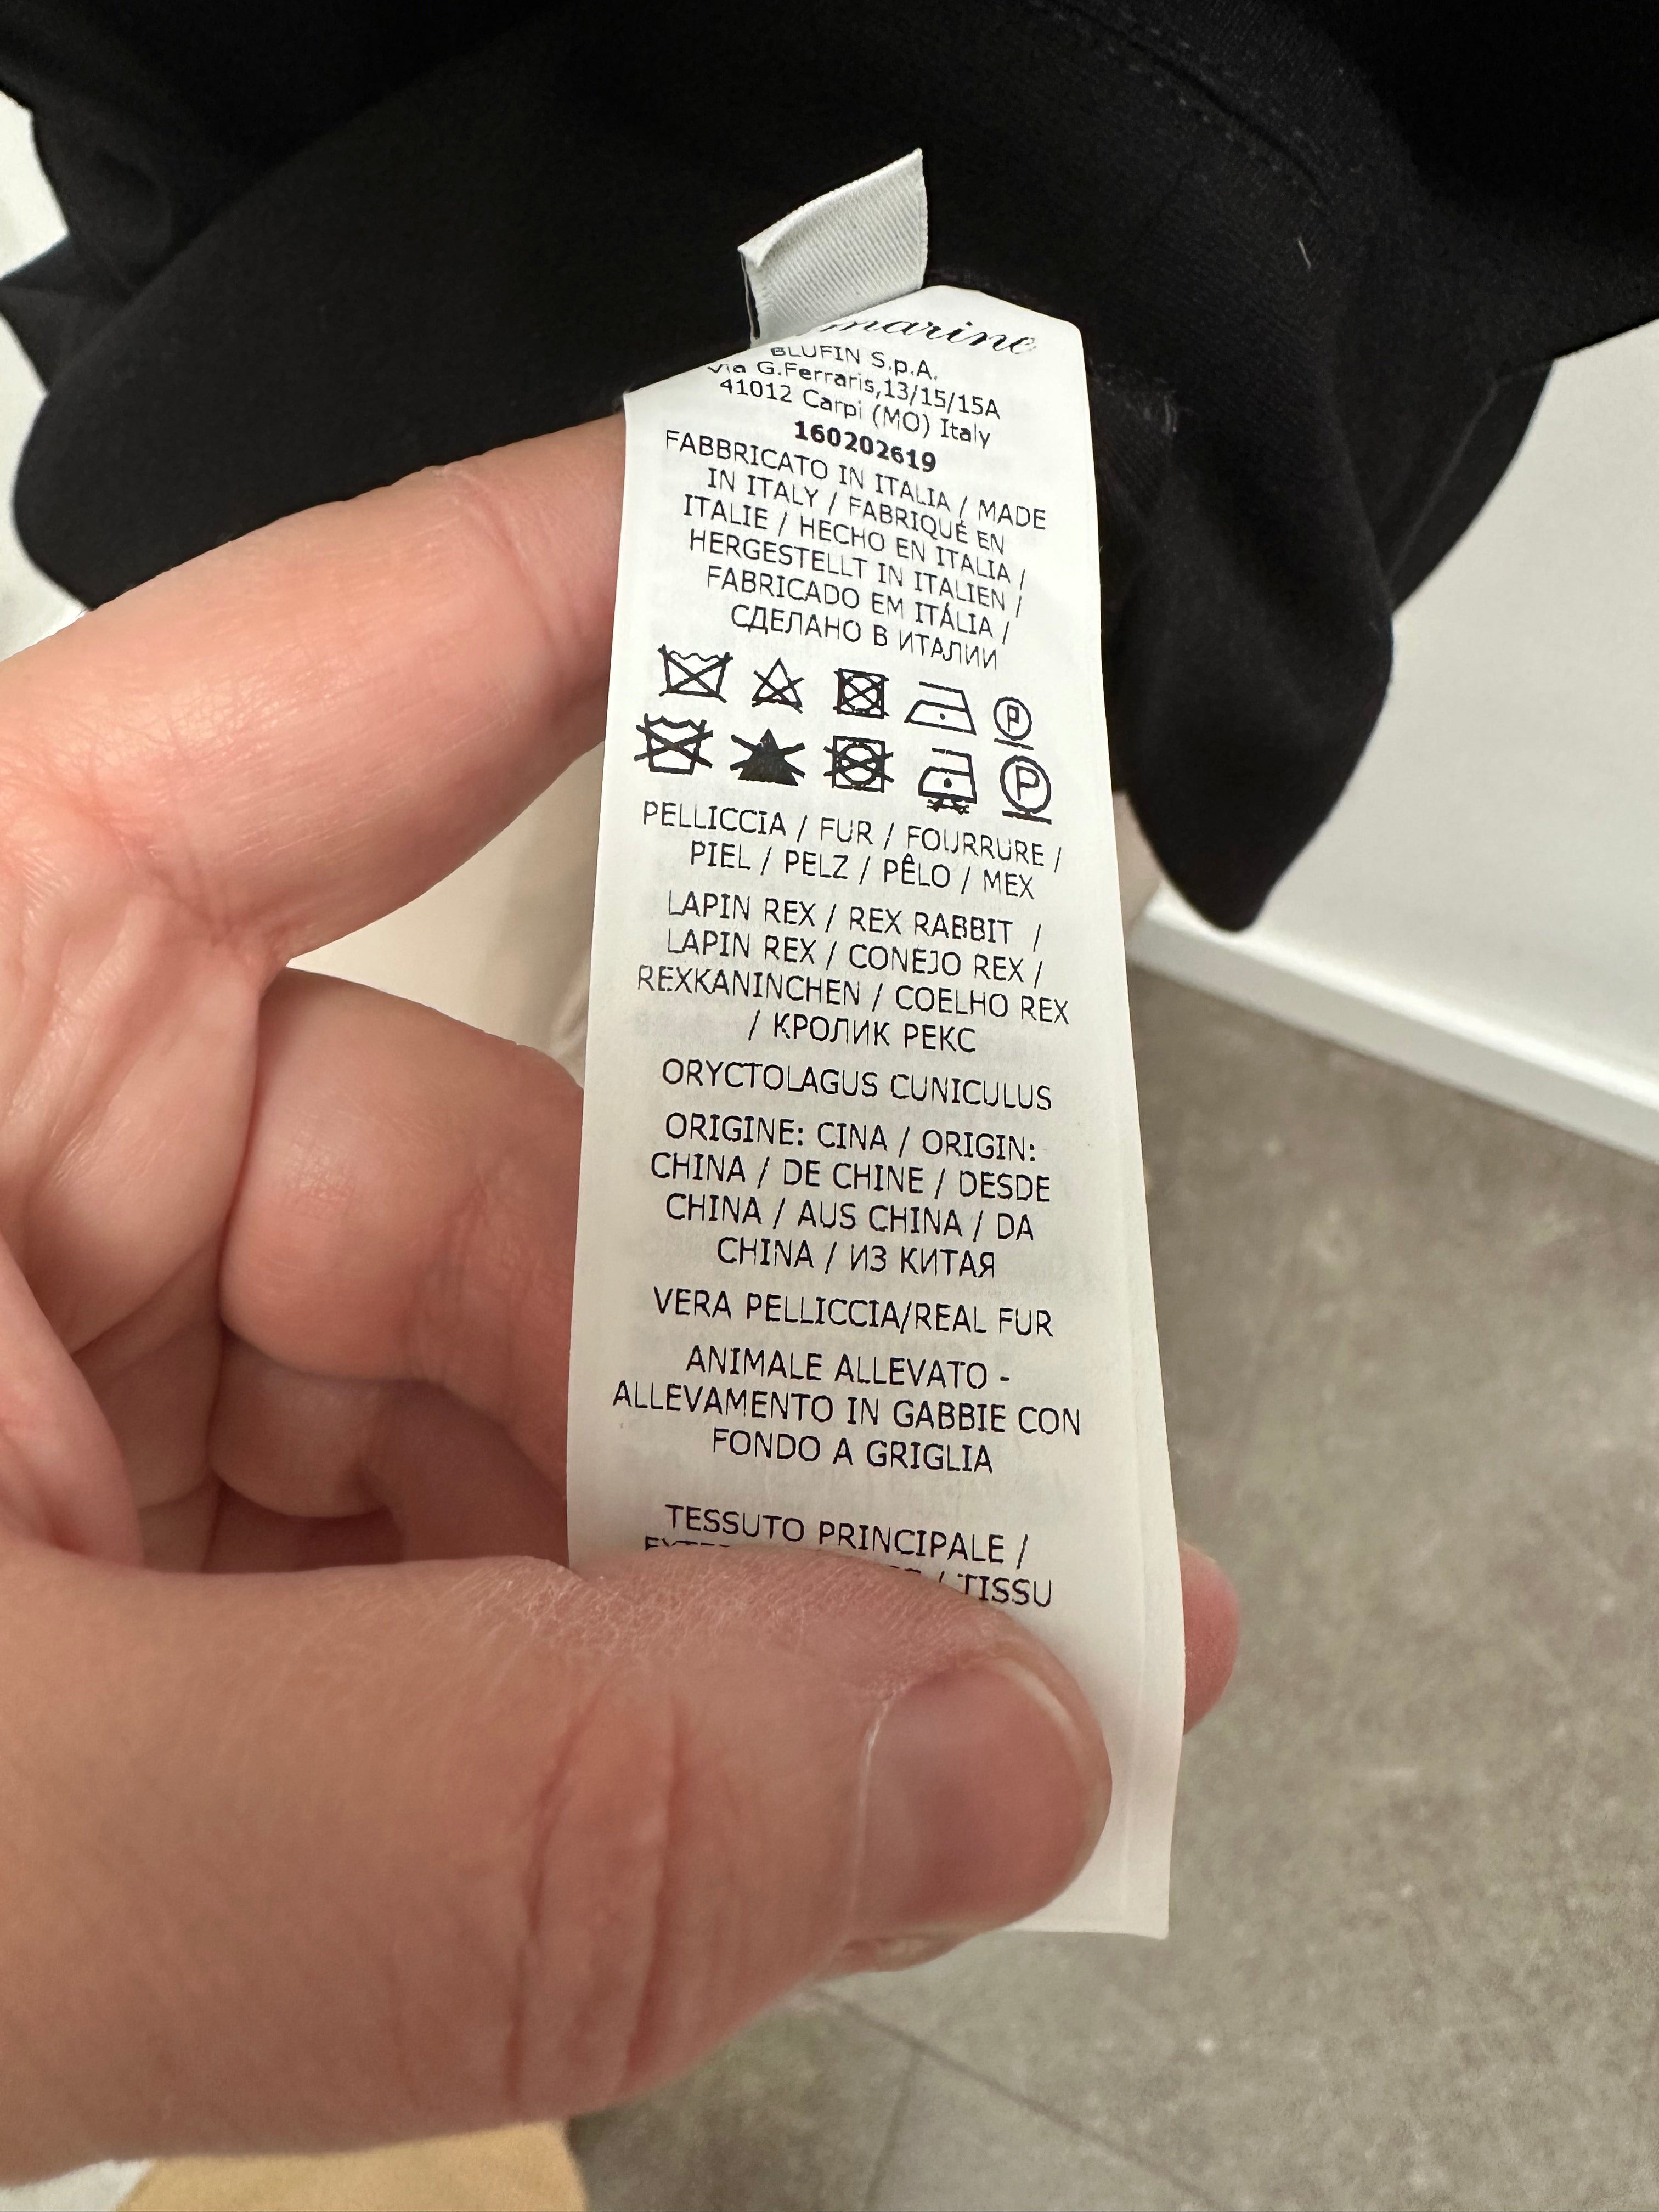 marine
BLUFIN S.p.A.
Via G.Ferraris,13/15/15A
41012 Carpi (MO) Italy
160202619
FABBRICATO IN ITALIA / MADE
IN ITALY / FABRIQUÉ EN
ITALIE / HECHO EN ITALIA /
HERGESTELLT IN ITALIEN /
FABRICADO EM ITÁLIA /
СДЕЛАНО В ИТАЛИИ
P
P
PELLICCIA / FUR / FOURRURE /
PIEL / PELZ / PÊLO / MEX
LAPIN REX / REX RABBIT /
LAPIN REX / CONEJO REX /
REXKANINCHEN / COELHO REX
/ КРОЛИК РЕКС
ORYCTOLAGUS CUNICULUS
ORIGINE: CINA / ORIGIN:
CHINA / DE CHINE / DESDE
CHINA / AUS CHINA / DA
CHINA / ИЗ КИТАЯ
VERA PELLICCIA/REAL FUR
ANIMALE ALLEVATO -
ALLEVAMENTO IN GABBIE CON
FONDO A GRIGLIA
TESSUTO PRINCIPALE /
/ TISSU